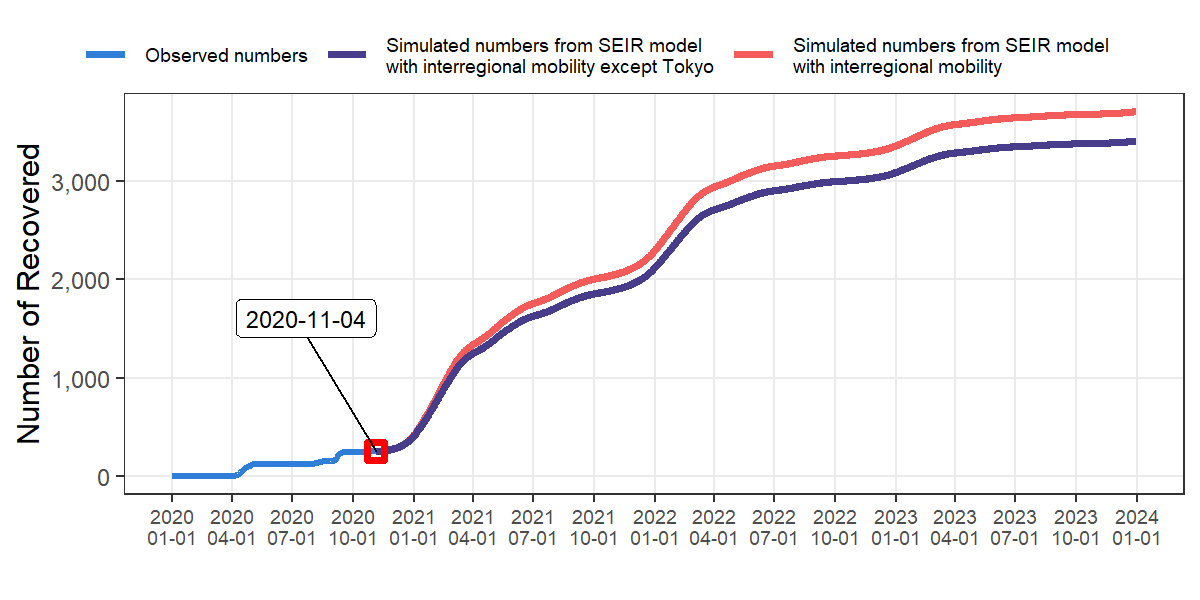 Observed numbers
Simulated numbers from SEIR model
with interregional mobility except Tokyo
Simulated numbers from SEIR model
with interregional mobility
Number of Recovered
3,000
2,000
1,000
0
2020-11-04
2020 2020 2020 2020 2021 2021 2021 2021 2022 2022 2022 2022 2023 2023 2023 2023 2024
01-01 04-01 07-01 10-01 01-01 04-01 07-01 10-01 01-01 04-01 07-01 10-01 01-01 04-01 07-01 10-01 01-01